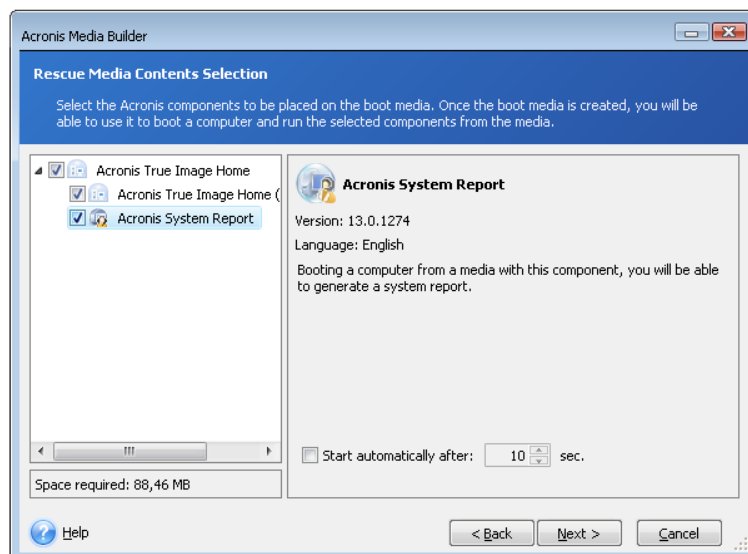 Acronis Media Builder
Rescue Media Contents Selection
Select the Acronis components to be placed on the boot media. Once the boot media is created, you will be
able to use it to boot a computer and run the selected components from the media.
Acronis True Image Home
Acronis True Image Home (
Acronis System Report
Space required: 88,46 MB
Acronis System Report
Version: 13.0.1274
Language: English
Booting a computer from a media with this component, you will be able
to generate a system report.
Start automatically after: 10 sec.
Help
< Back
Next >
Cancel